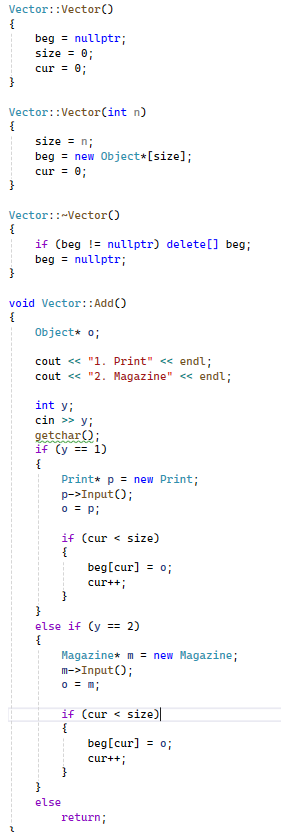 Vector::Vector()
{
    beg = nullptr;
    size = 0;
    cur = 0;
}

Vector::Vector(int n)
{
    size = n;
    beg = new Object*[size];
    cur = 0;
}

Vector::~Vector()
{
    if (beg != nullptr) delete[] beg;
    beg = nullptr;
}

void Vector::Add()
{
    Object* o;

    cout << "1. Print" << endl;
    cout << "2. Magazine" << endl;

    int y;
    cin >> y;
    getchar();
    if (y == 1)
    {
        Print* p = new Print;
        p->Input();
        o = p;

        if (cur < size)
        {
            beg[cur] = o;
            cur++;
        }
    }
    else if (y == 2)
    {
        Magazine* m = new Magazine;
        m->Input();
        o = m;

        if (cur < size)
        {
            beg[cur] = o;
            cur++;
        }
    }
    else
        return;
}